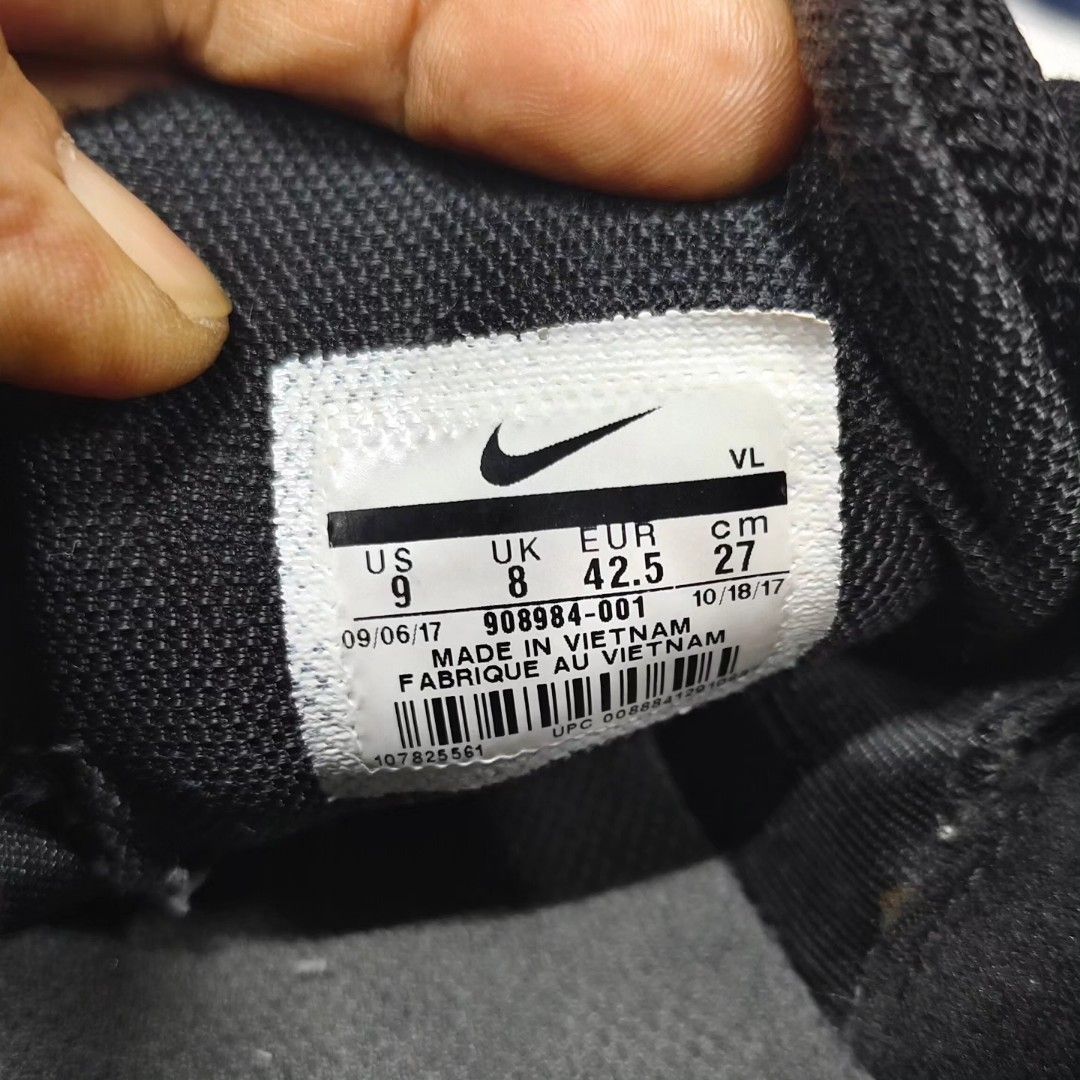 VL
US UK EUR cm
9 8 42.5 27
09/06/17 908984-001 10/18/17
MADE IN VIETNAM
FABRIQUE AU VIETNAM
107825561 UPC